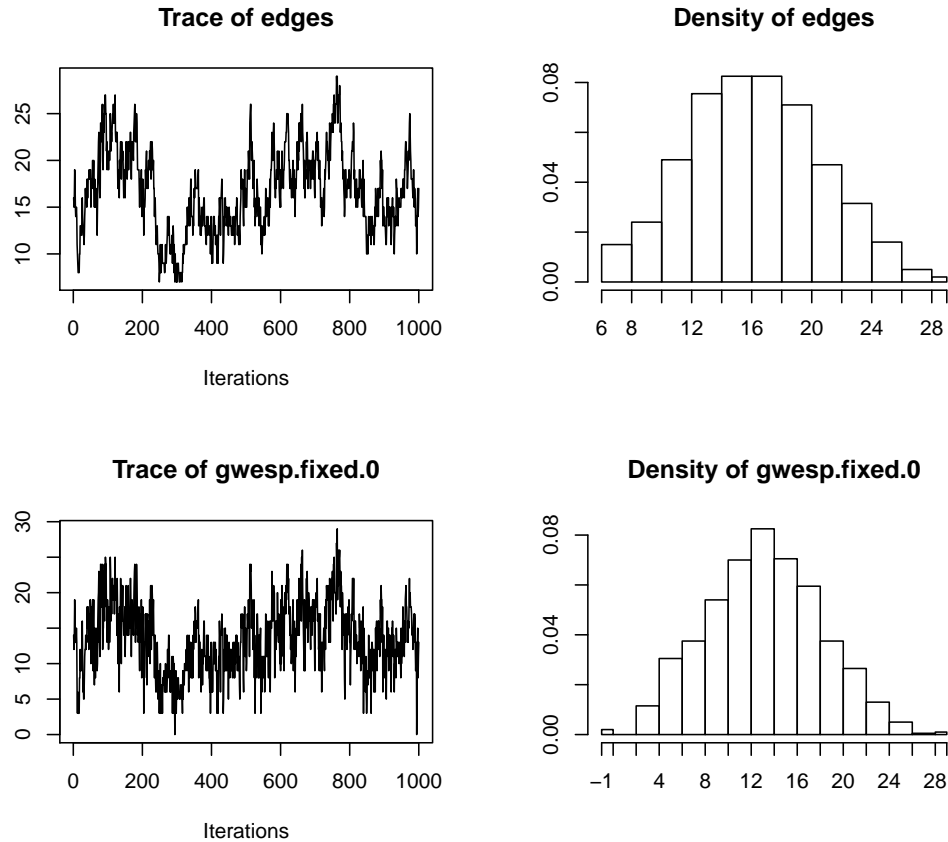 Trace of edges
Density of edges
25
20
15
10
0 200 400 600 800 1000
Iterations
0.08
0.04
0.00
6 8 12 16 20 24 28
Trace of gwesp.fixed.0
Density of gwesp.fixed.0
30
20
15
10
5
0
0 200 400 600 800 1000
Iterations
0.08
0.04
0.00
−1 4 8 12 16 20 24 28